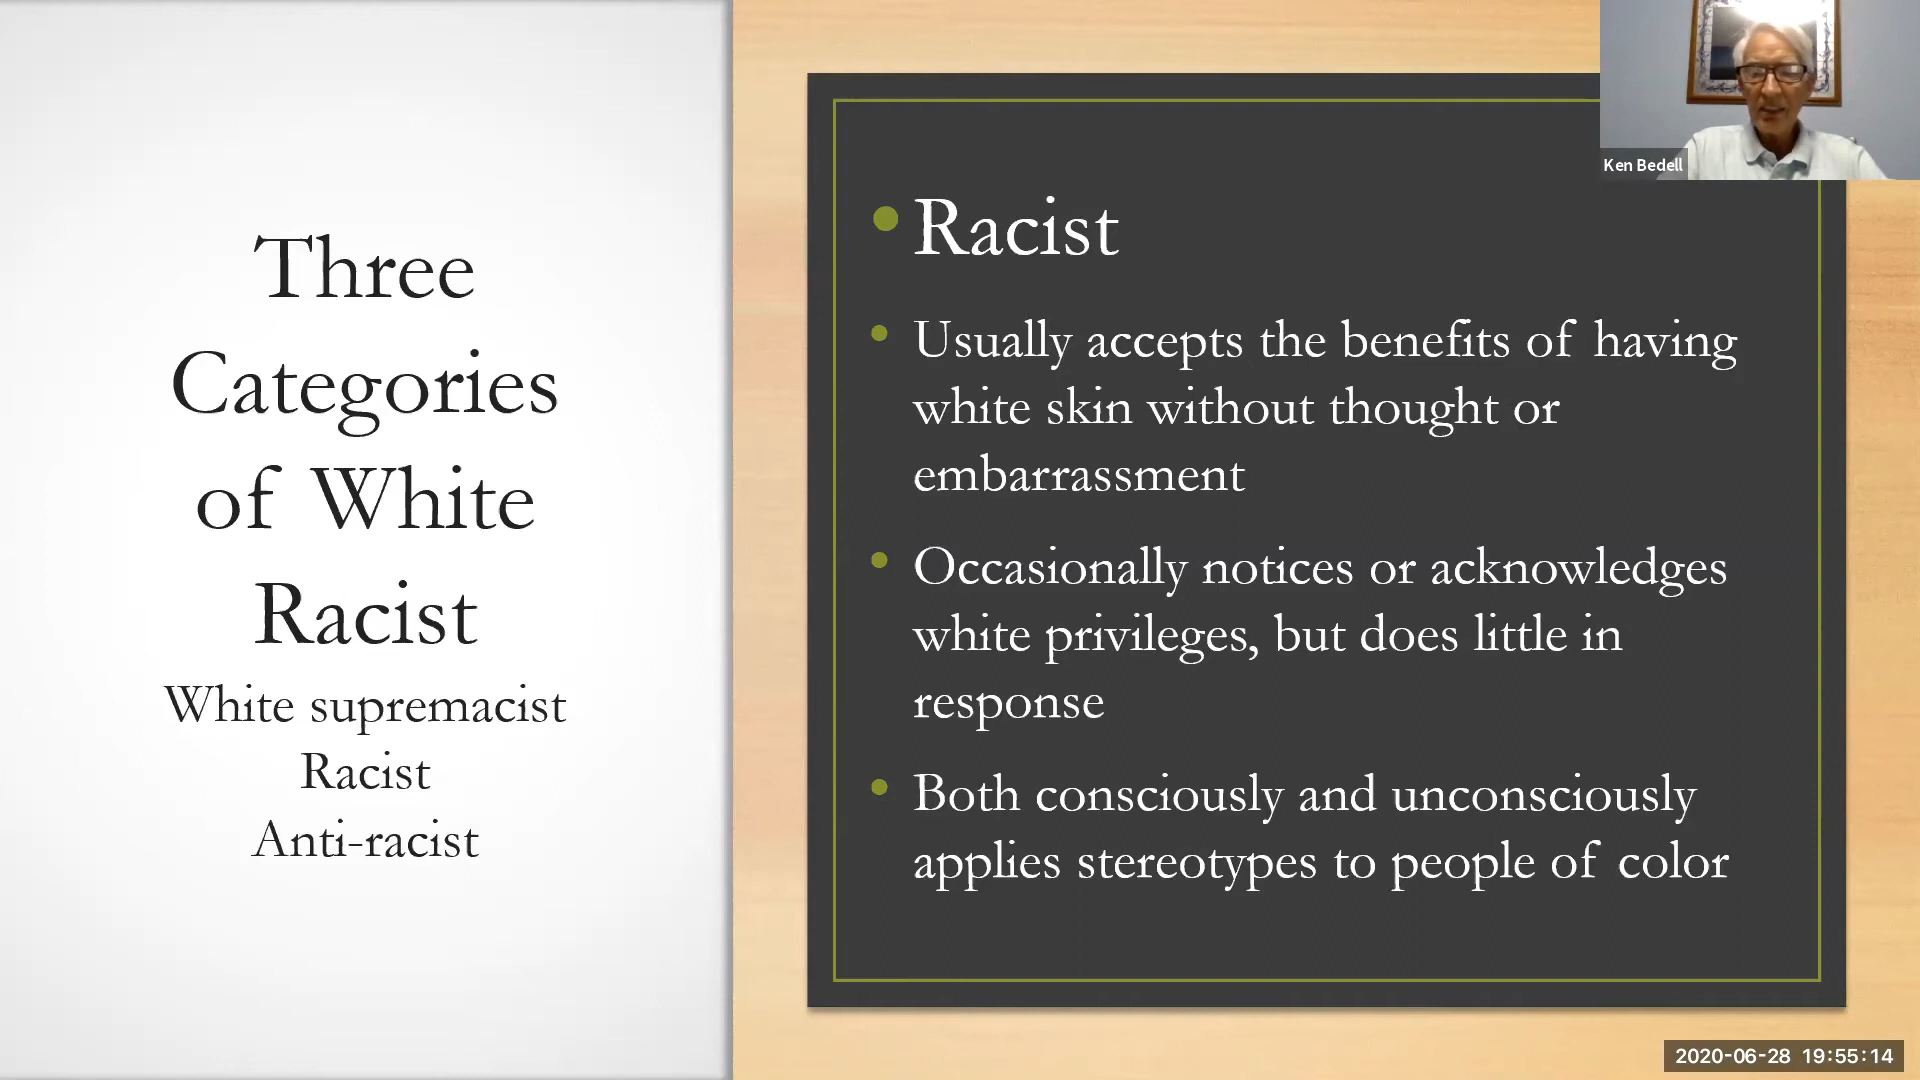 Three
Categories
of White
Racist
White supremacist
Racist
Anti-racist
• Racist
• Usually accepts the benefits of having
white skin without thought or
embarrassment
• Occasionally notices or acknowledges
white privileges, but does little in
response
• Both consciously and unconsciously
applies stereotypes to people of color
Ken Bedell
2020-06-28 19:55:14